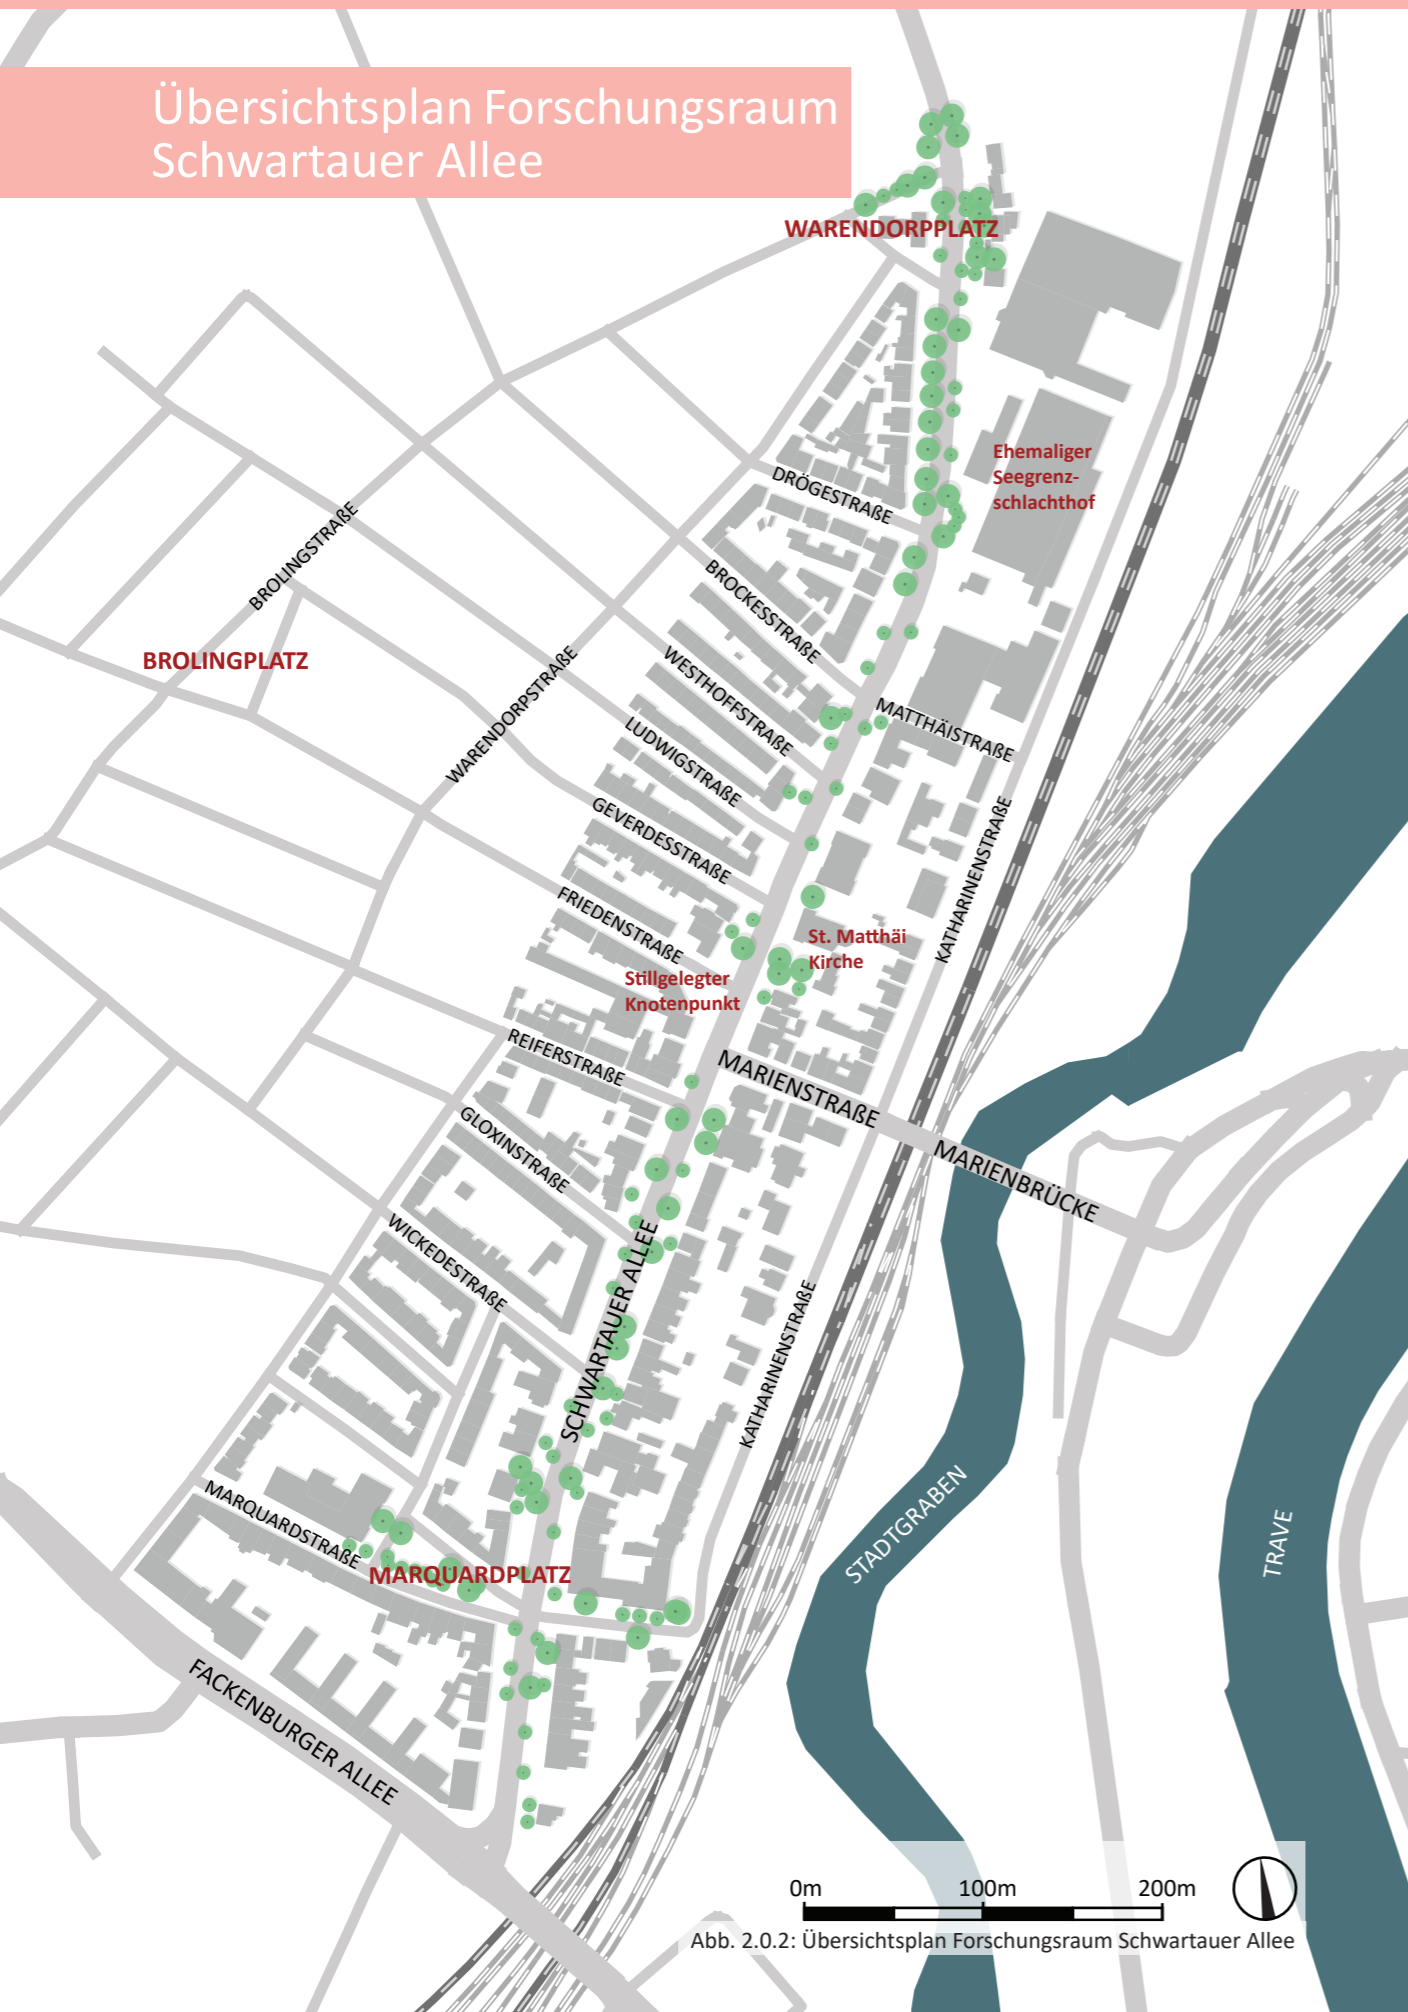 Übersichtsplan Forschungsraum
Schwartauer Allee
WARENDORPPLATZ
Ehemaliger
Seegrenz-
schlachthof
DRÖGESTRAßE
BROLINGSTRAßE
BROCKESSTRAßE
BROLINGPLATZ
WESTHOFFSTRAßE
WARENDORPSTRAßE
MATTHÄISTRAßE
LUDWIGSTRAßE
GEVERDESSTRAßE
KATHARINENSTRAßE
FRIEDENSTRAßE
St. Matthäi
Kirche
Stillgelegter
Knotenpunkt
REIFERSTRAßE
MARIENSTRAßE
GLOXINSTRAßE
MARIENBRÜCKE
WICKEDESTRAßE
SCHWARTAUER ALLEE
KATHARINENSTRAßE
MARQUARDSTRAßE
STADTGRABEN
TRAVE
MARQUARDPLATZ
FACKENBURGER ALLEE
0m 100m 200m
Abb. 2.0.2: Übersichtsplan Forschungsraum Schwartauer Allee